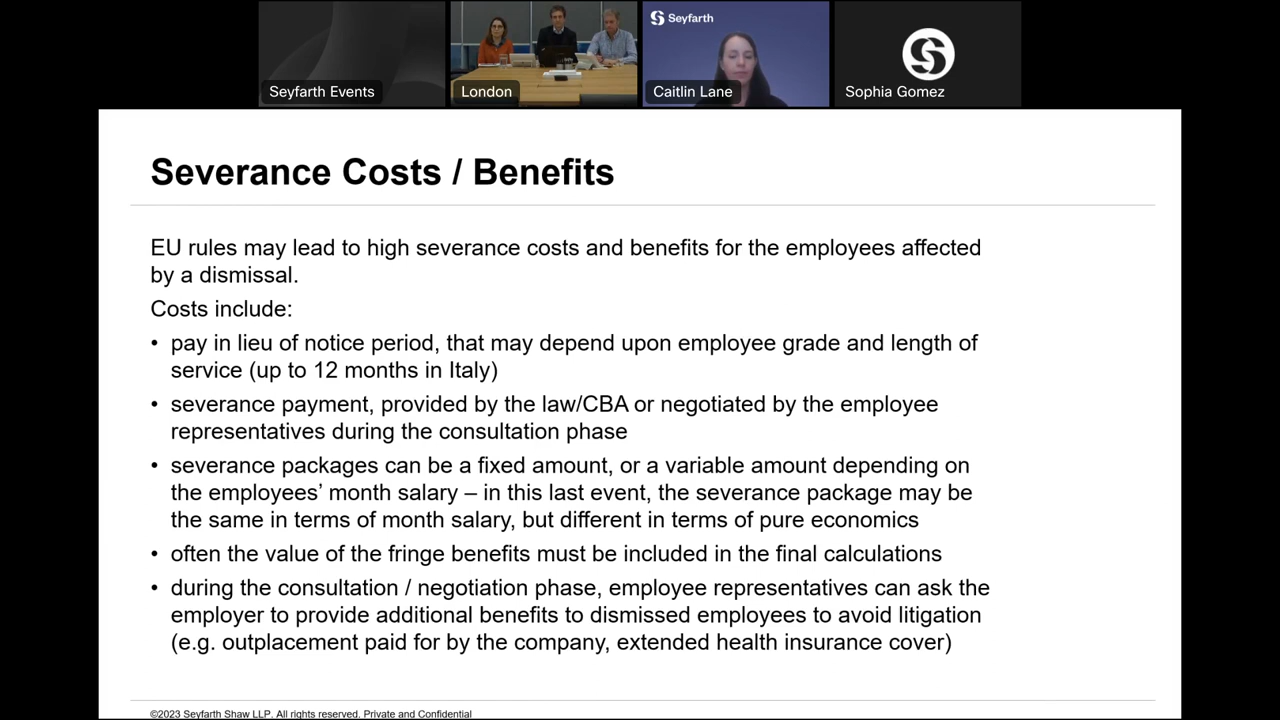 Seyfarth
Seyfarth Events
London
Caitlin Lane
Sophia Gomez
Severance Costs / Benefits
EU rules may lead to high severance costs and benefits for the employees affected
by a dismissal.
Costs include:
• pay in lieu of notice period, that may depend upon employee grade and length of
service (up to 12 months in Italy)
• severance payment, provided by the law/CBA or negotiated by the employee
representatives during the consultation phase
• severance packages can be a fixed amount, or a variable amount depending on
the employees’ month salary – in this last event, the severance package may be
the same in terms of month salary, but different in terms of pure economics
• often the value of the fringe benefits must be included in the final calculations
• during the consultation / negotiation phase, employee representatives can ask the
employer to provide additional benefits to dismissed employees to avoid litigation
(e.g. outplacement paid for by the company, extended health insurance cover)
©2023 Seyfarth Shaw LLP. All rights reserved. Private and Confidential